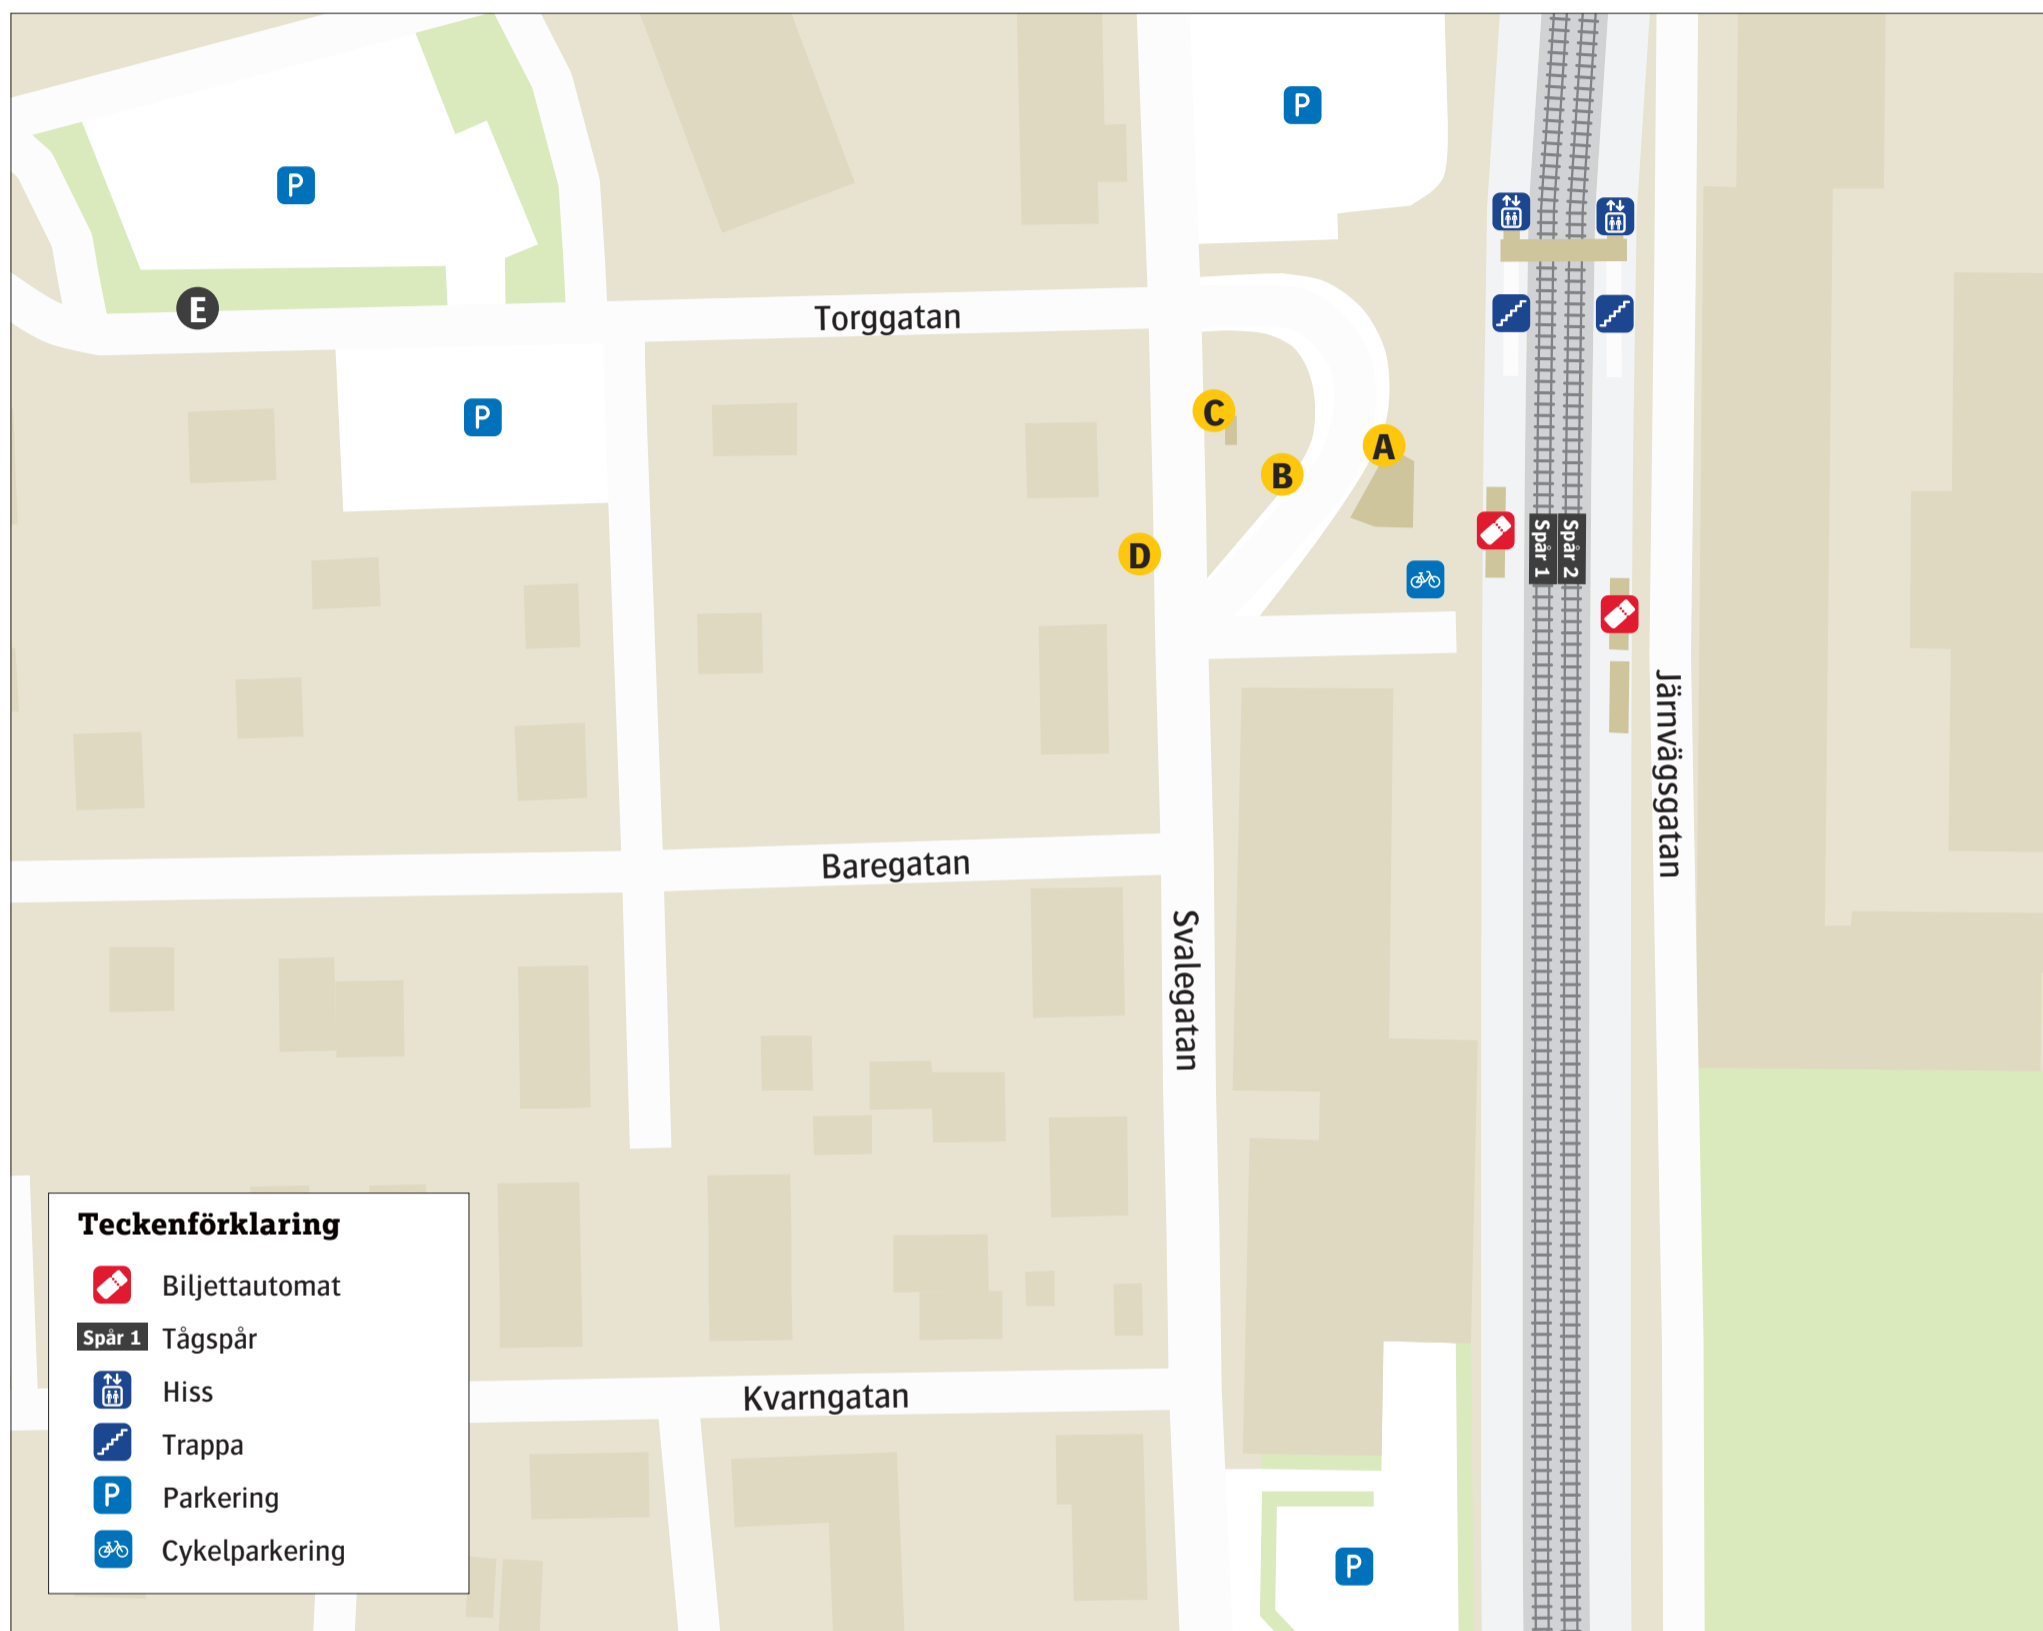 P
P
E
Torggatan
P
C
A
B
D
Spår 1
Spår 2
Järnvägsgatan
Baregatan
Svalegatan
Kvarngatan
P
Teckenförklaring
Biljettautomat
Spår 1 Tågspår
Hiss
Trappa
P Parkering
Cykelparkering